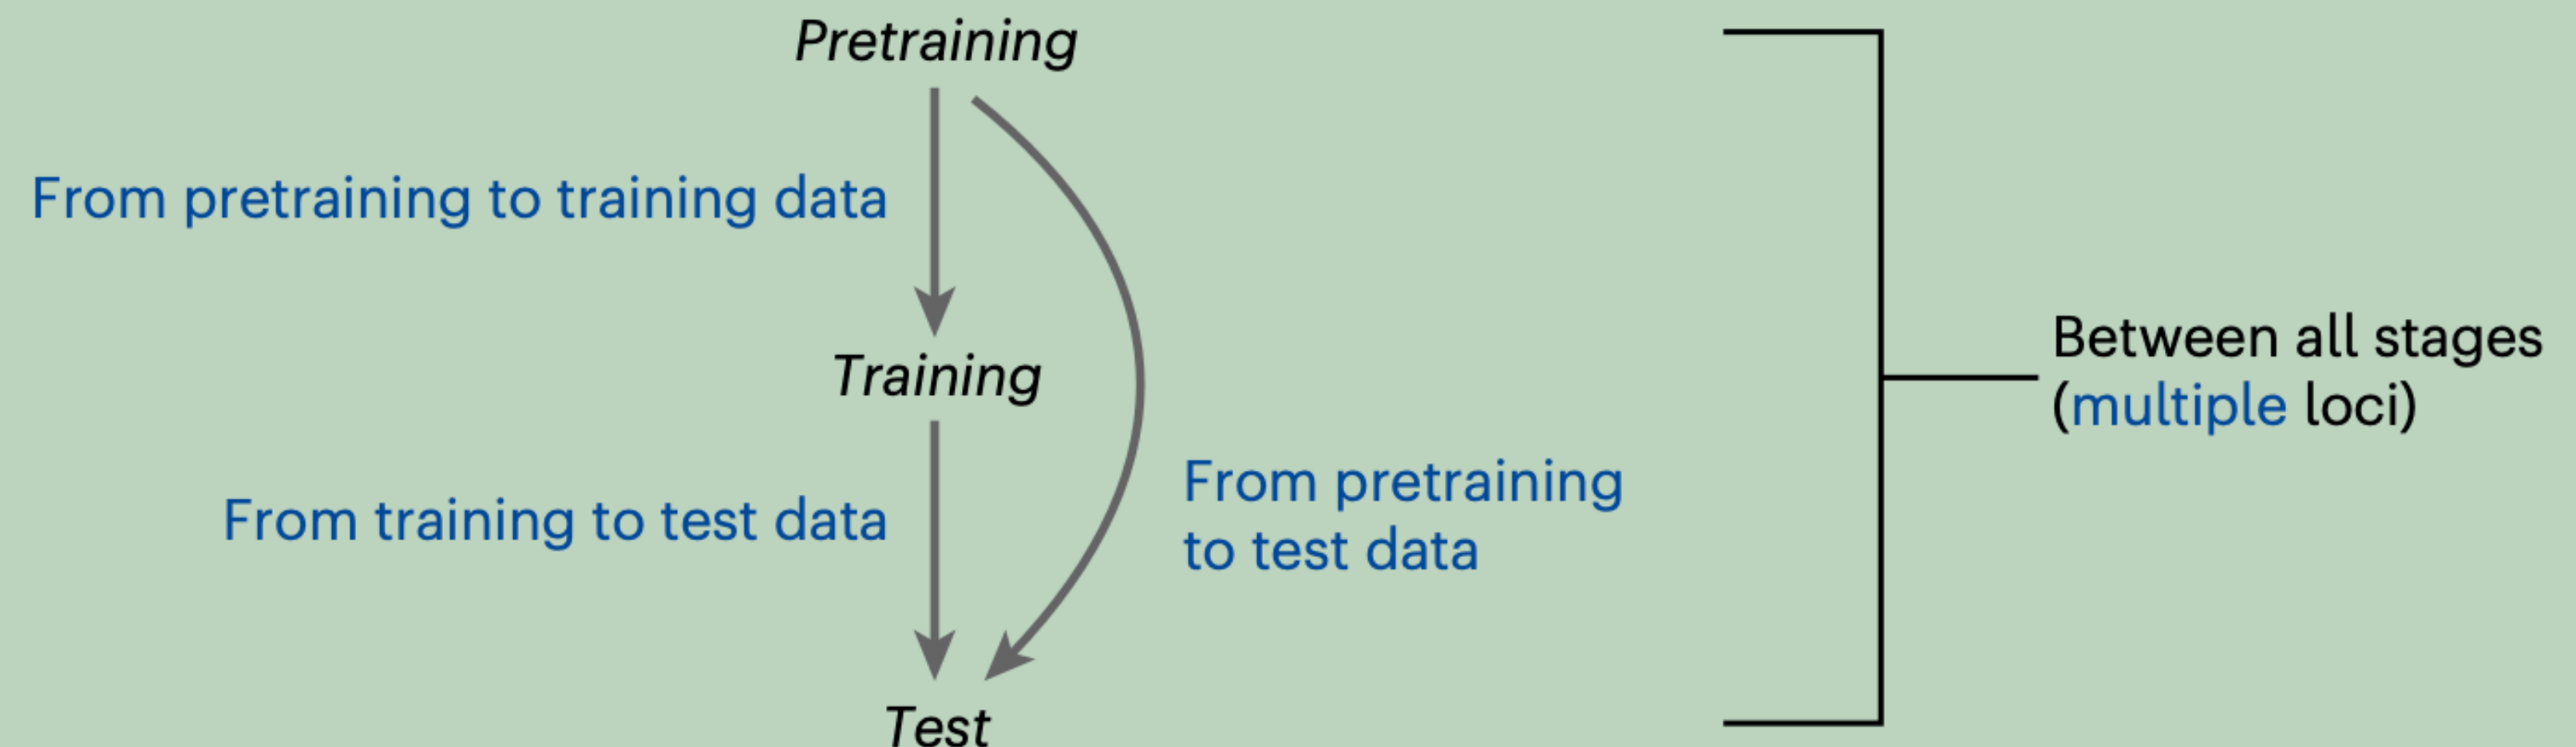 Pretraining
From pretraining to training data
Training
From training to test data
From pretraining
to test data
Test
Between all stages
(multiple loci)